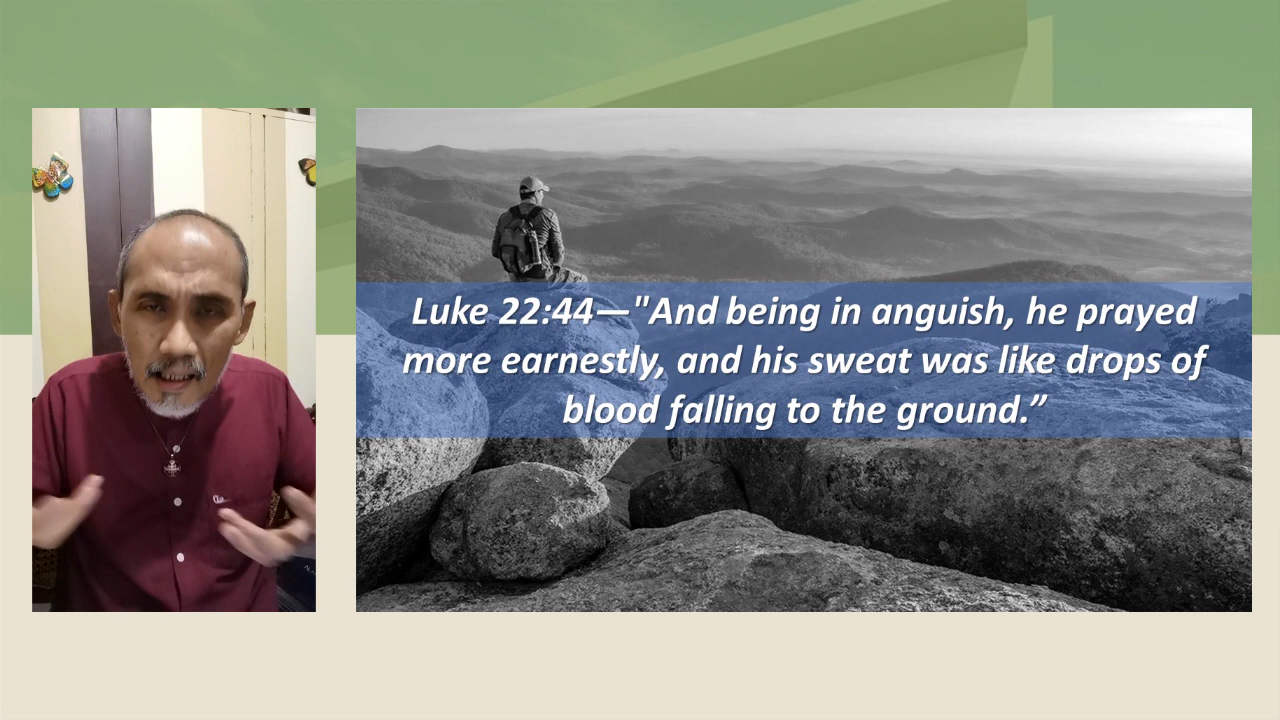 Luke 22:44—"And being in anguish, he prayed
more earnestly, and his sweat was like drops of
blood falling to the ground.”